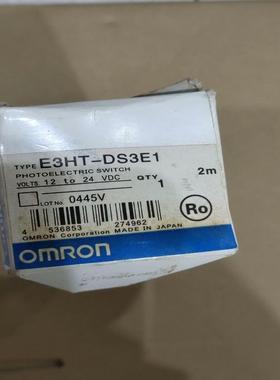 TYPE E3HT-DS3E1
PHOTOELECTRIC SWITCH 2m
VOLTS 12 to 24 VDC QTY 1
LOT No. 0445V
4 536853 274962
Ro
OMRON Corporation MADE IN JAPAN
OMRON